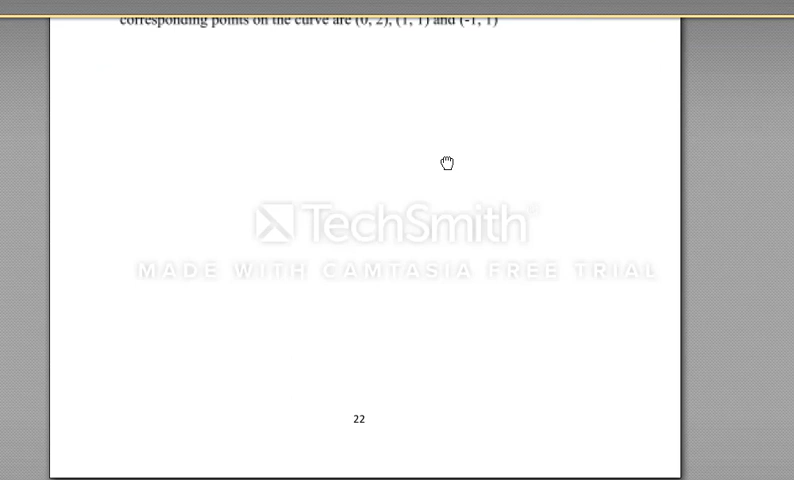 corresponding points on the curve are (0, 2), (1, 1) and (-1, 1)
TechSmith®
MADE WITH CAMTASIA FREE TRIAL
22